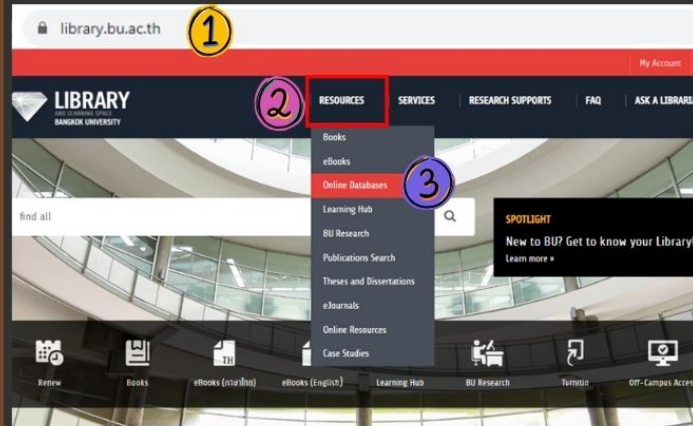 library.bu.ac.th
1
My Account
LIBRARY
AND LEARNING SPACE
BANGKOK UNIVERSITY
2
RESOURCES
SERVICES
RESEARCH SUPPORTS
FAQ
ASK A LIBRARI
Books
eBooks
Online Databases
3
Learning Hub
BU Research
Publications Search
Theses and Dissertations
eJournals
Online Resources
Case Studies
find all
SPOTLIGHT
New to BU? Get to know your Library!
Learn more »
TH
Renew
Books
eBooks (ภาษาไทย)
eBooks (English)
Learning Hub
BU Research
Turnitin
Off-Campus Acces